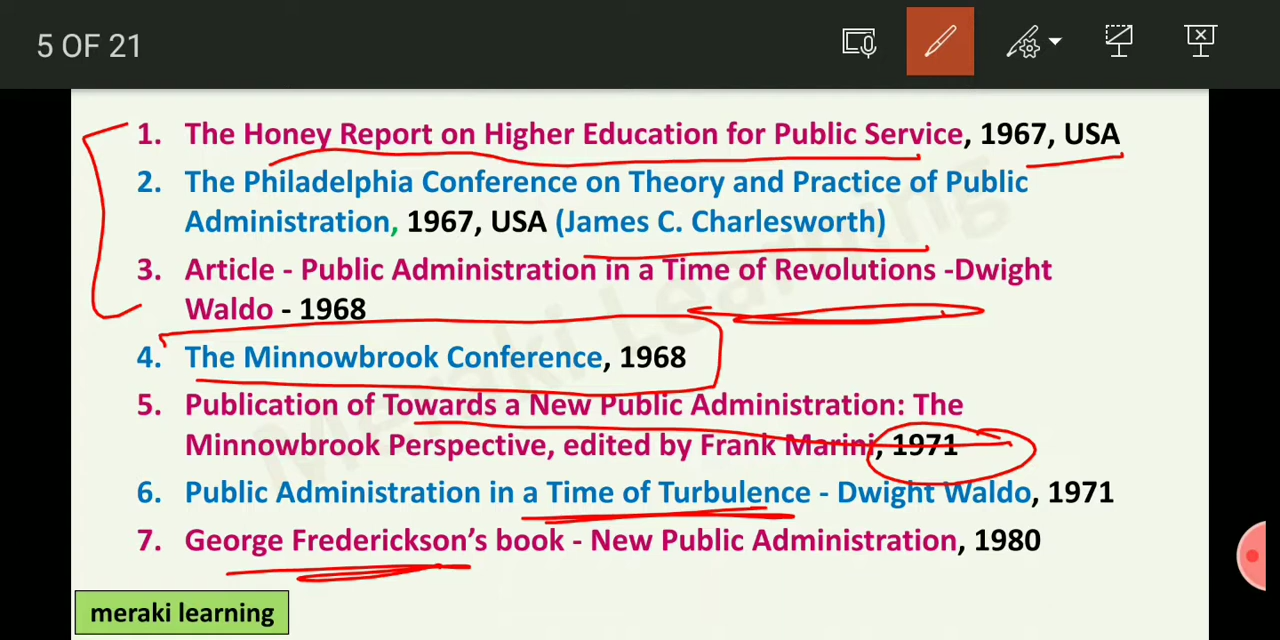 5 OF 21
1. The Honey Report on Higher Education for Public Service, 1967, USA
2. The Philadelphia Conference on Theory and Practice of Public
Administration, 1967, USA (James C. Charlesworth)
3. Article - Public Administration in a Time of Revolutions -Dwight
Waldo - 1968
4. The Minnowbrook Conference, 1968
5. Publication of Towards a New Public Administration: The
Minnowbrook Perspective, edited by Frank Marini, 1971
6. Public Administration in a Time of Turbulence - Dwight Waldo, 1971
7. George Frederickson's book - New Public Administration, 1980
Meraki Learning
meraki learning